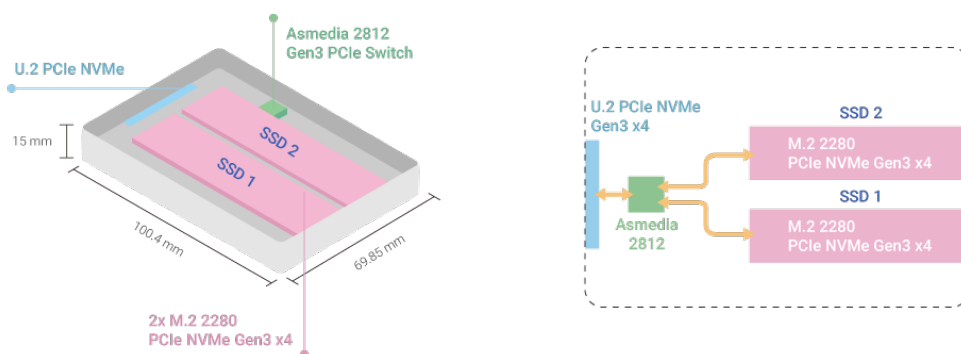 Asmedia 2812
Gen3 PCIe Switch
U.2 PCIe NVMe
15 mm
SSD 2
SSD 1
100.4 mm
69.85 mm
2x M.2 2280
PCIe NVMe Gen3 x4
U.2 PCIe NVMe
Gen3 x4
SSD 2
M.2 2280
PCIe NVMe Gen3 x4
SSD 1
M.2 2280
PCIe NVMe Gen3 x4
Asmedia
2812